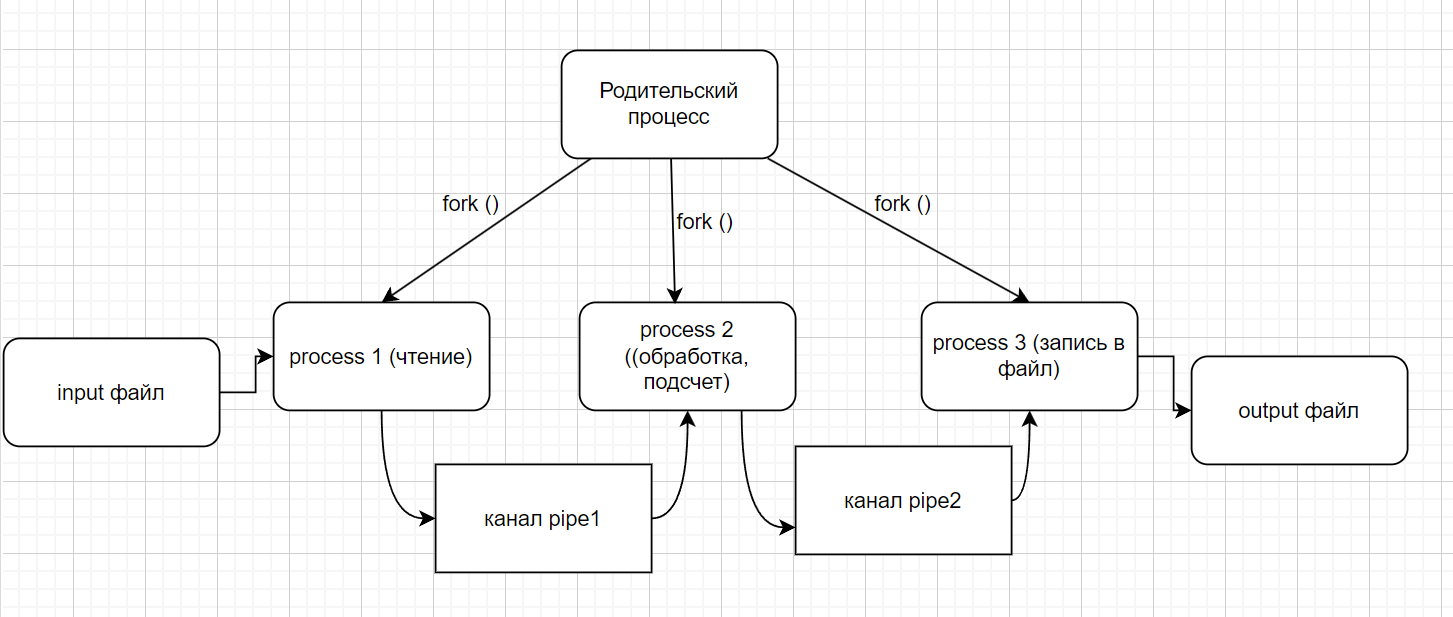 Родительский
процесс
fork ()
fork ()
fork ()
input файл
process 1 (чтение)
process 2
((обработка,
подсчет)
process 3 (запись в
файл)
output файл
канал pipe1
канал pipe2